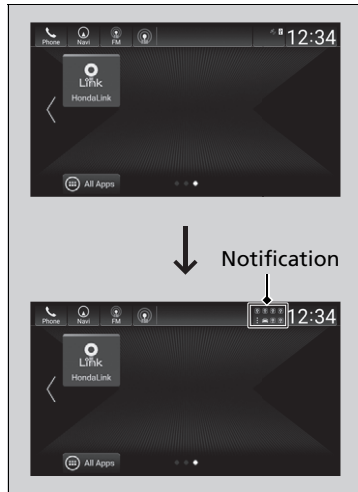 Phone Navi FM 12:34
Link
HondaLink
All Apps
Notification
Phone Navi FM 12:34
Link
HondaLink
All Apps